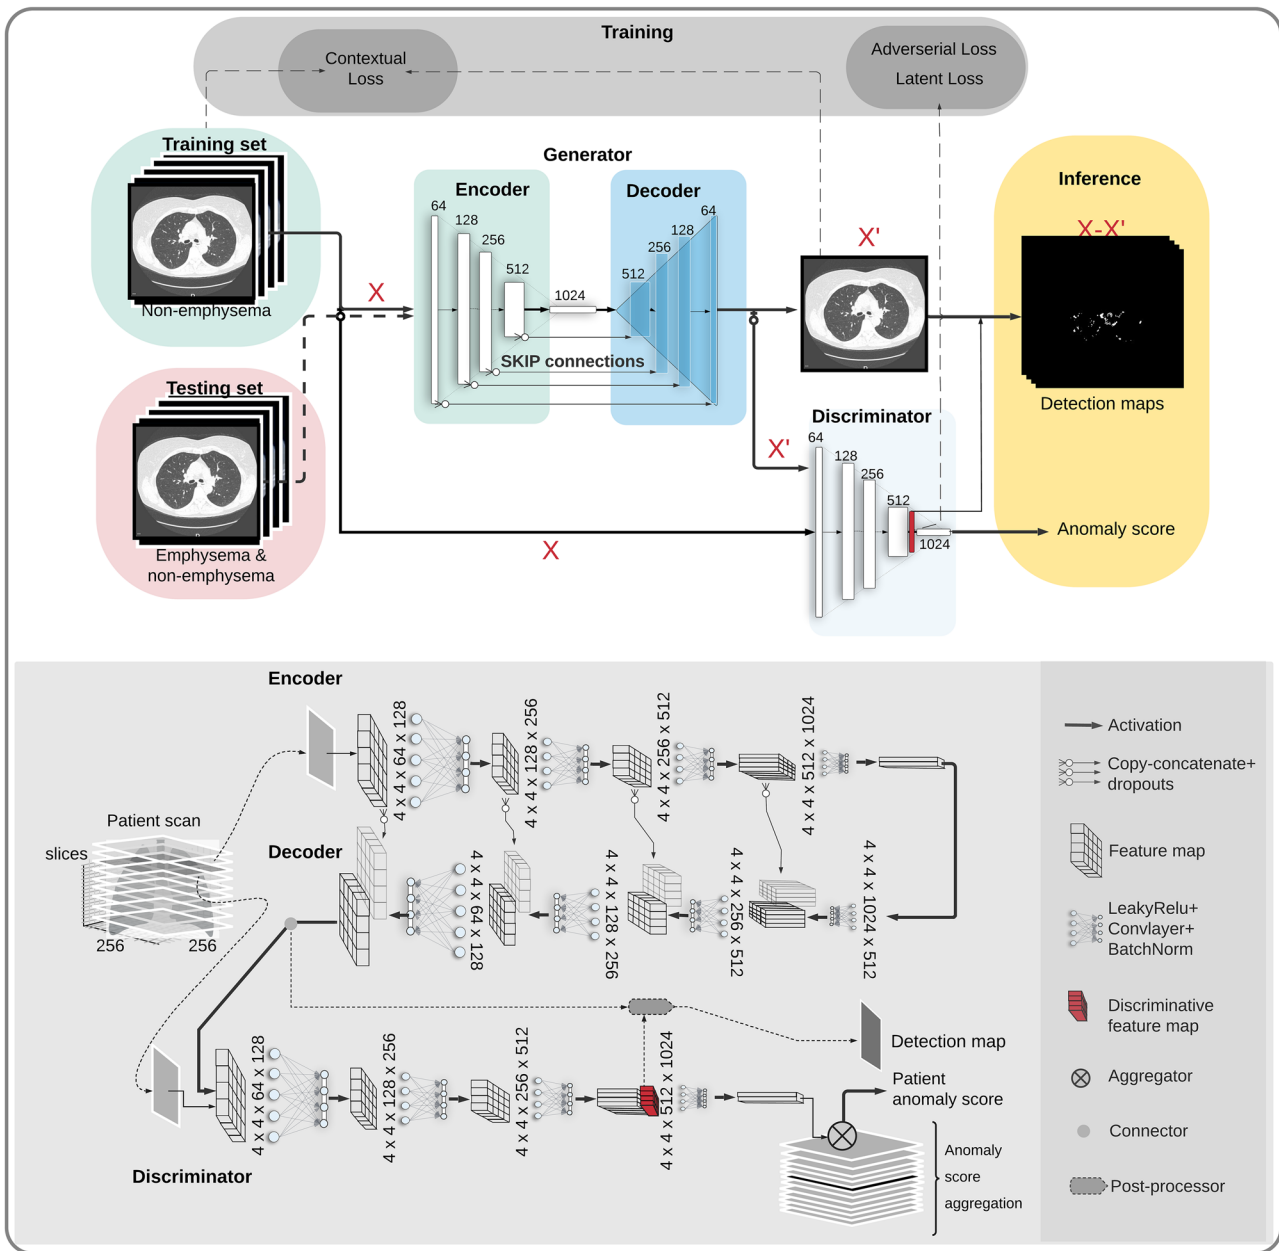 Training
Contextual
Loss
Adverserial Loss
Latent Loss
Training set
Non-emphysema
Testing set
Emphysema &
non-emphysema
Generator
Encoder
Decoder
64
128
256
512
1024
512
256
128
64
SKIP connections
X
X'
X'
X
Discriminator
64
128
256
512
1024
Inference
X-X'
Detection maps
Anomaly score
Encoder
4 x 4 x 64 x 128
4 x 4 x 128 x 256
4 x 4 x 256 x 512
4 x 4 x 512 x 1024
Patient scan
slices
256
256
Decoder
4 x 4 x 64 x 128
4 x 4 x 128 x 256
4 x 4 x 256 x 512
4 x 4 x 1024 x 512
Detection map
4 x 4 x 64 x 128
4 x 4 x 128 x 256
4 x 4 x 256 x 512
4 x 4 x 512 x 1024
Discriminator
Patient
anomaly score
Anomaly
score
aggregation
Activation
Copy-concatenate+
dropouts
Feature map
LeakyRelu+
Convlayer+
BatchNorm
Discriminative
feature map
Aggregator
Connector
Post-processor